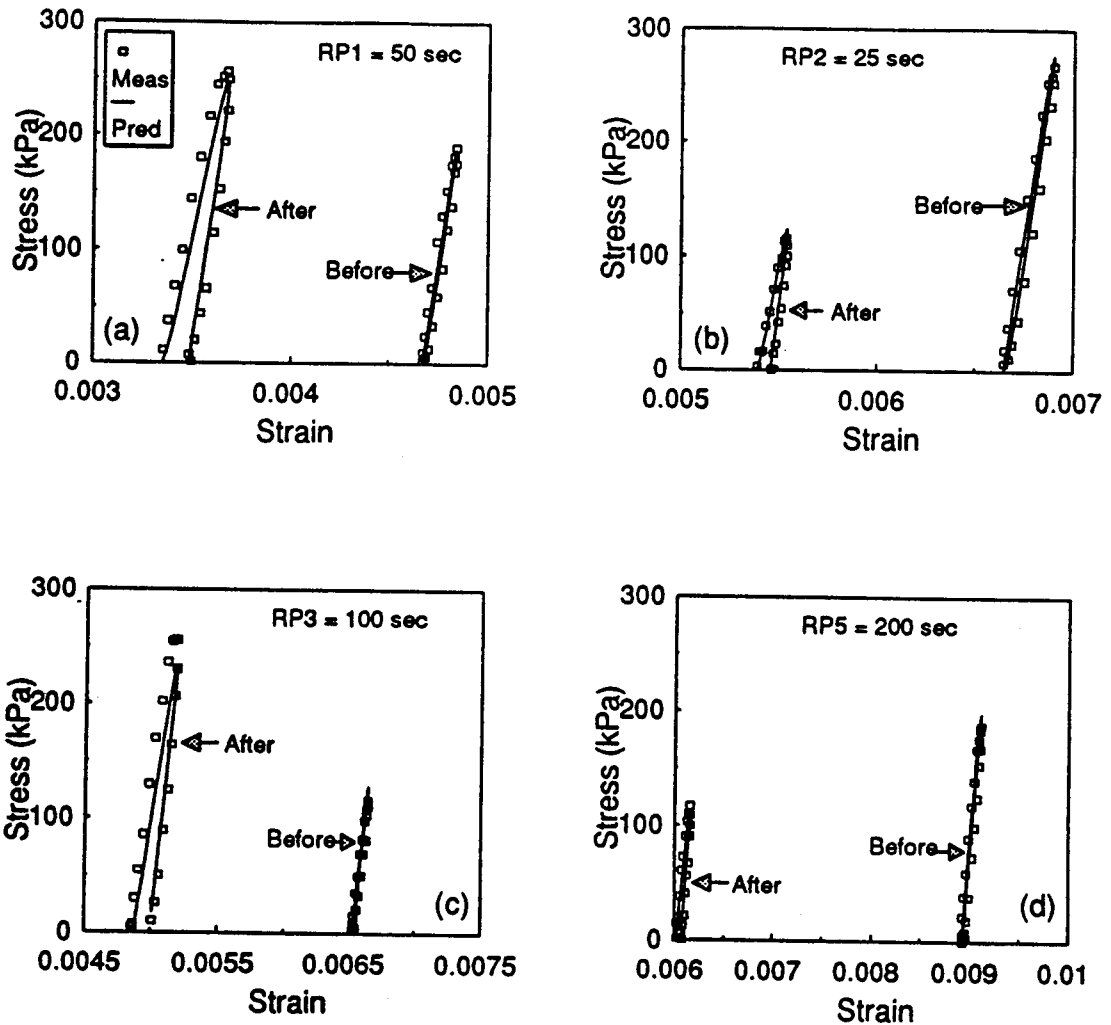 300
200
100
0
Stress (kPa)
Meas
Pred
RP1 = 50 sec
After
Before
(a)
0.003
0.004
0.005
Strain
300
200
100
0
Stress (kPa)
RP2 = 25 sec
Before
After
(b)
0.005
0.006
0.007
Strain
300
200
100
0
Stress (kPa)
RP3 = 100 sec
After
Before
(c)
0.0045
0.0055
0.0065
0.0075
Strain
300
200
100
0
Stress (kPa)
RP5 = 200 sec
Before
After
(d)
0.006
0.007
0.008
0.009
0.01
Strain